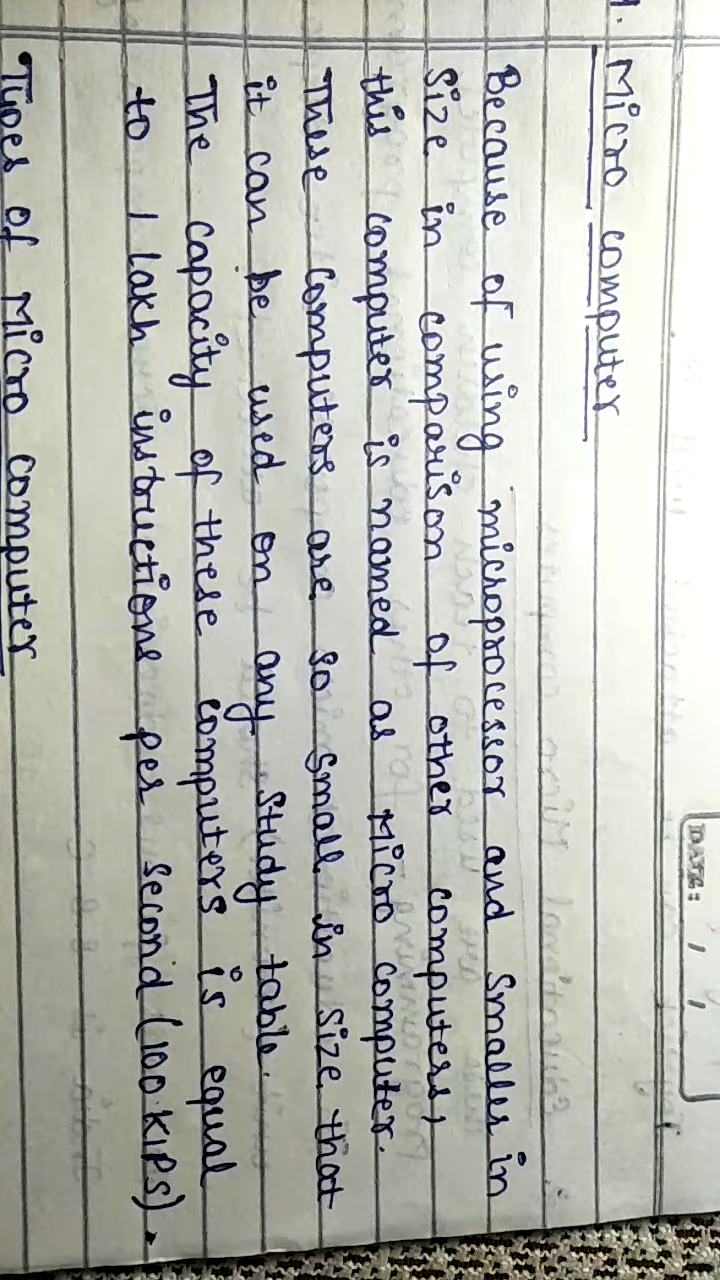 DATE: / /
1. Micro computer
Because of using microprocessor and smaller in
size in comparison of other computers,
this computer is named as Micro computer.
These computers are so small in size that
it can be used on any study table.
The capacity of these computers is equal
to 1 lakh instructions per second (100 KIPS).
Types of Micro computer